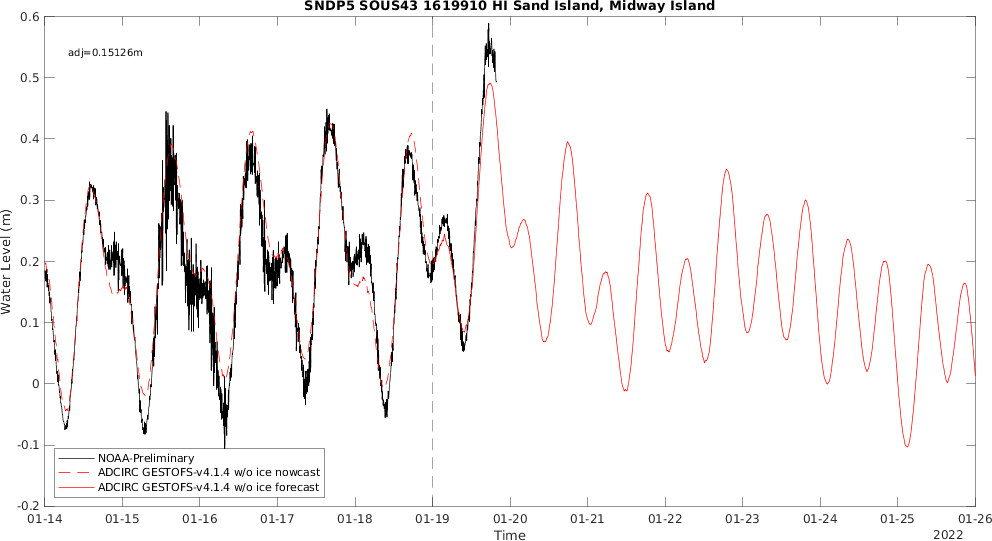 SNDP5 SOUS43 1619910 HI Sand Island, Midway Island
adj=0.15126m
0.6
0.5
0.4
0.3
0.2
0.1
0
-0.1
-0.2
Water Level (m)
NOAA-Preliminary
ADCIRC GESTOFS-v4.1.4 w/o ice nowcast
ADCIRC GESTOFS-v4.1.4 w/o ice forecast
01-14 01-15 01-16 01-17 01-18 01-19 01-20 01-21 01-22 01-23 01-24 01-25 01-26
Time
2022